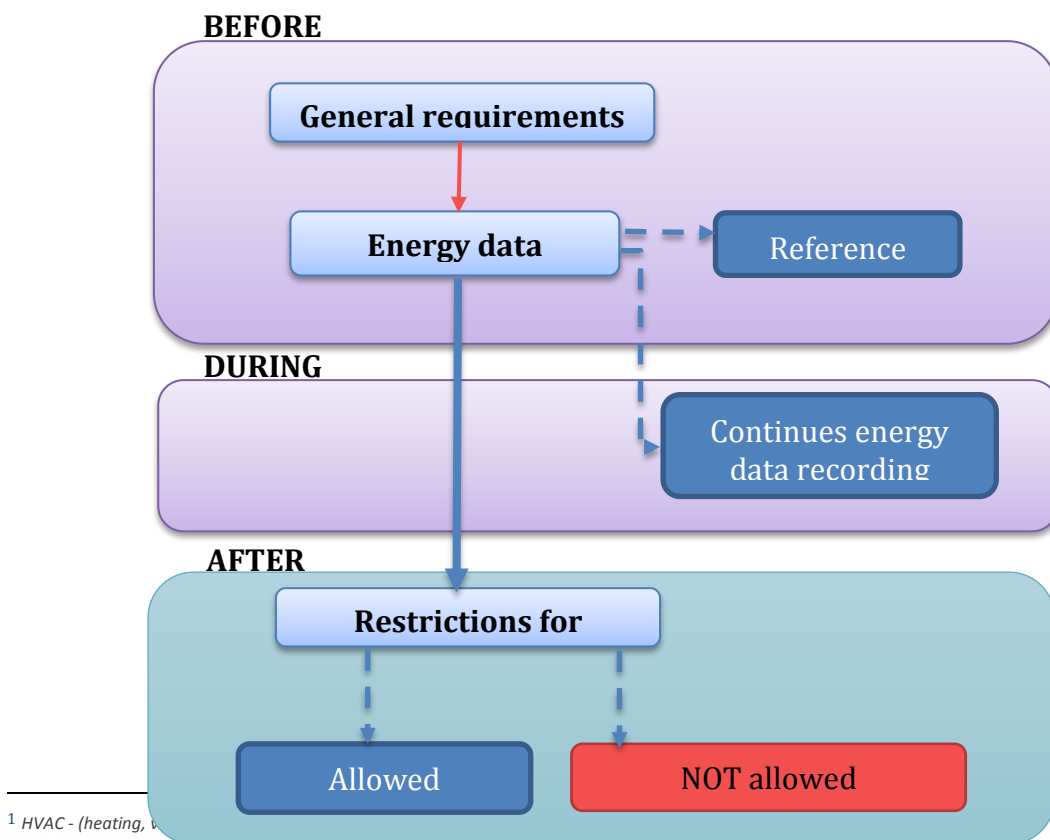 BEFORE
General requirements
Energy data
Reference
DURING
Continues energy
data recording
AFTER
Restrictions for
Allowed
NOT allowed
1 HVAC - (heating,